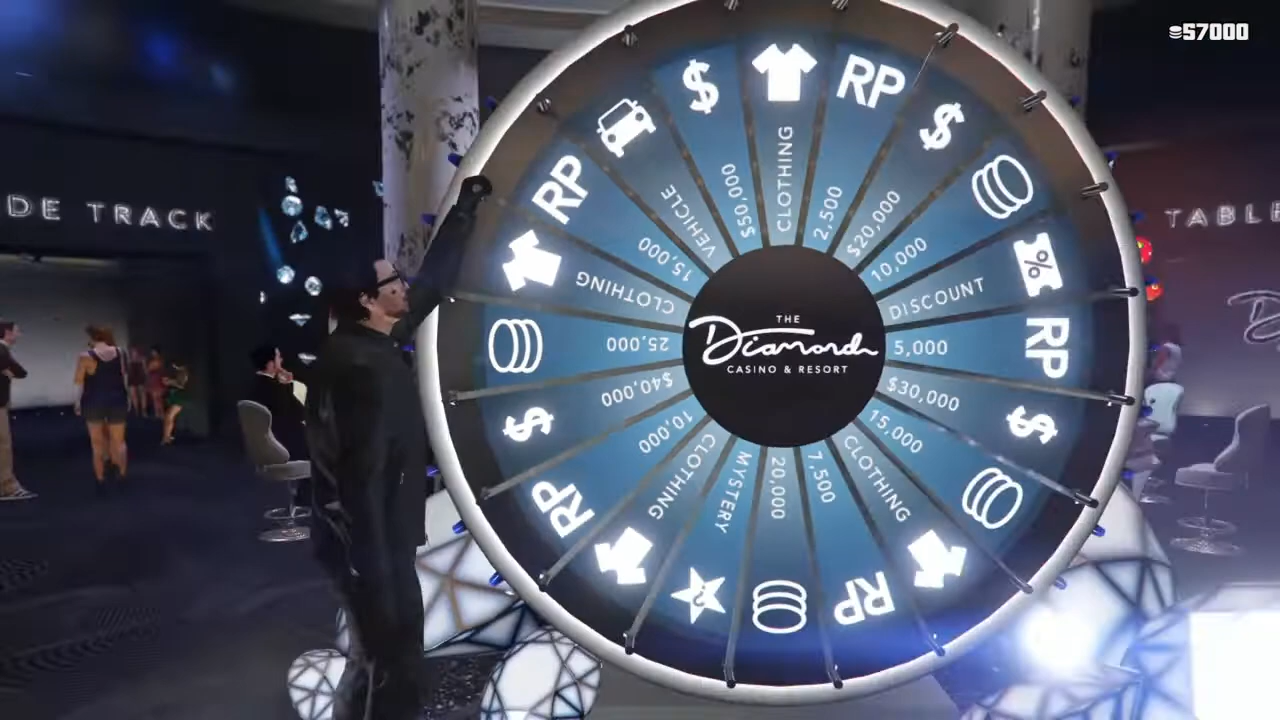 57000
DE TRACK
TABLE
$
RP
$
RP
VEHICLE
$50,000
CLOTHING
2,500
$20,000
10,000
%
DISCOUNT
15,000
CLOTHING
25,000
$40,000
10,000
CLOTHING
MYSTERY
?
20,000
7,500
CLOTHING
15,000
$30,000
5,000
RP
$
$
RP
RP
THE
Diamond
CASINO & RESORT